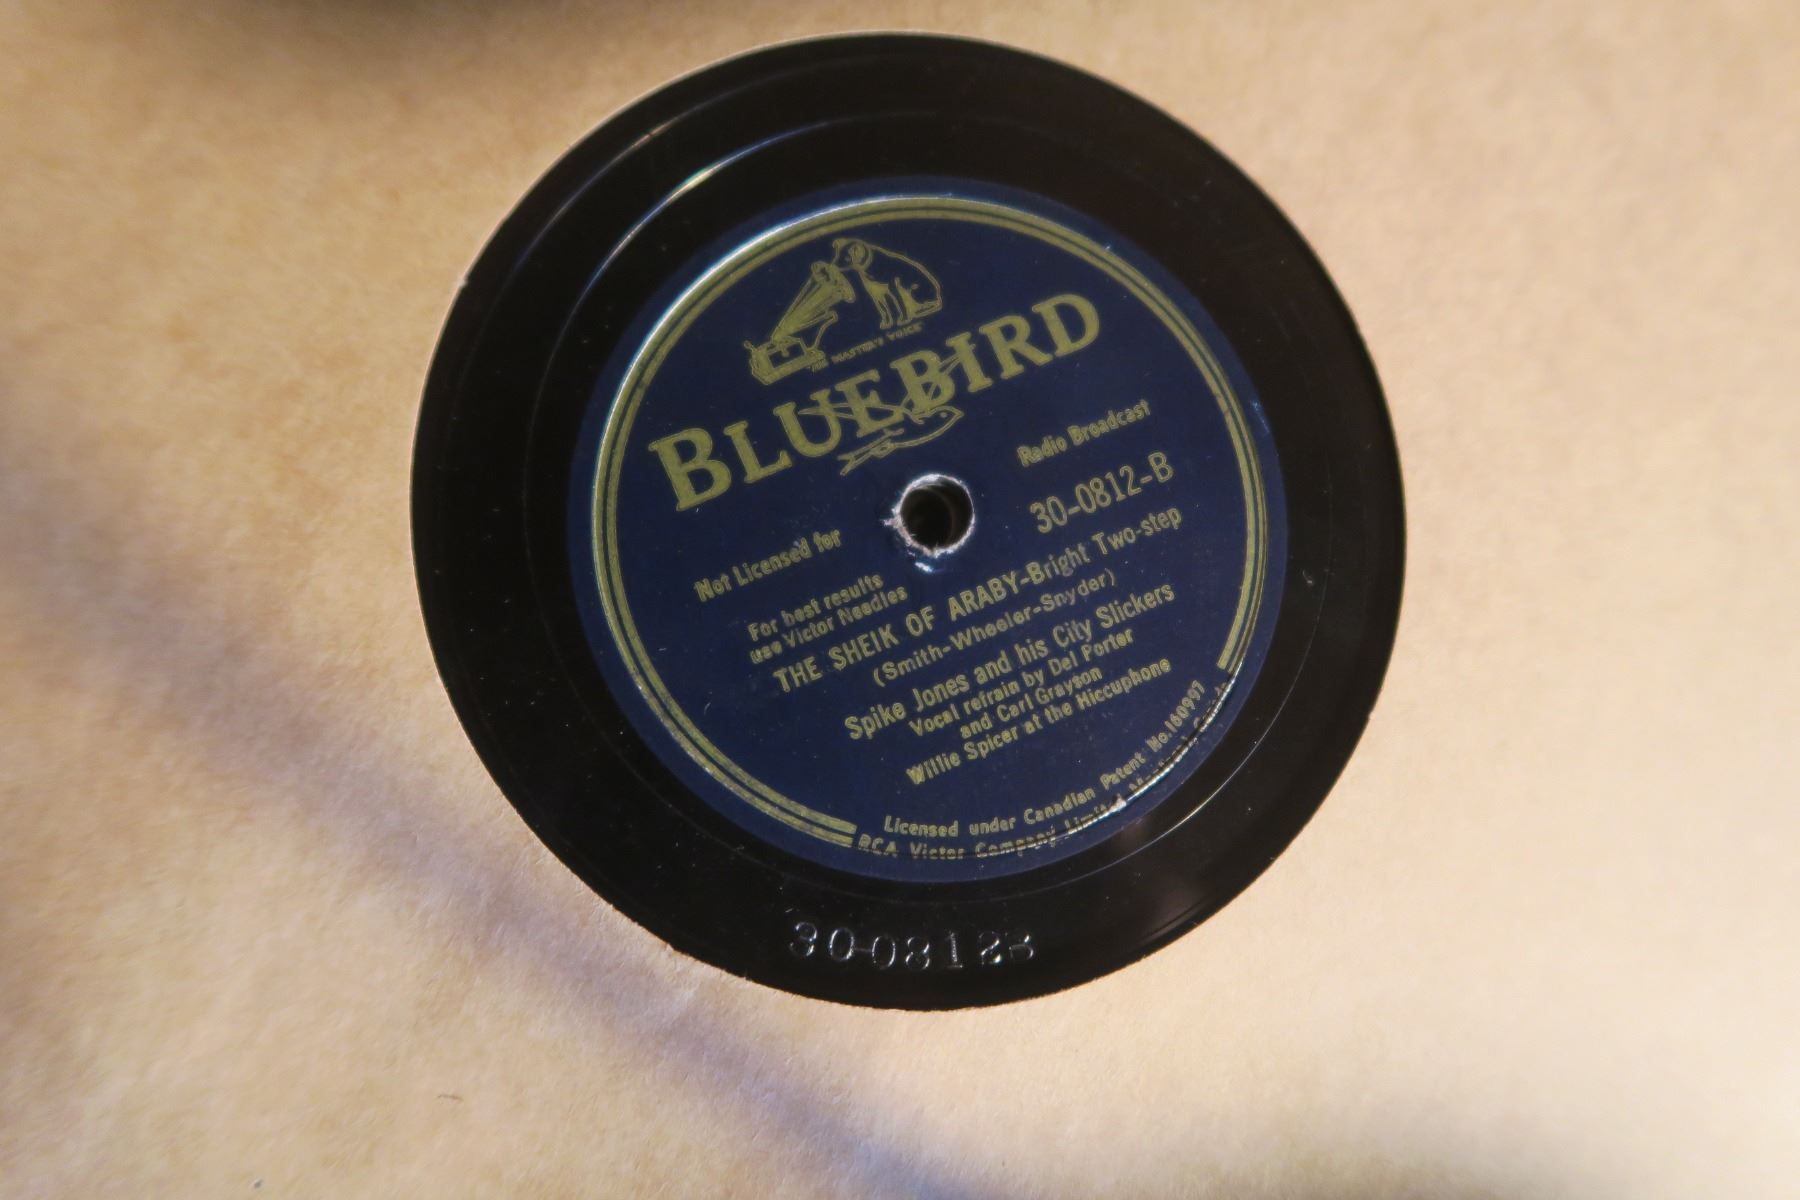 "HIS MASTER'S VOICE"
BLUEBIRD
Not Licensed for Radio Broadcast
For best results
use Victor Needles
30-0812-B
THE SHEIK OF ARABY-Bright Two-step
(Smith-Wheeler-Snyder)
Spike Jones and his City Slickers
Vocal refrain by Del Porter
and Carl Grayson
Willie Spicer at the Hiccuphone
Licensed under Canadian Patent No.160997
RCA Victor Company Limited
30-0812B